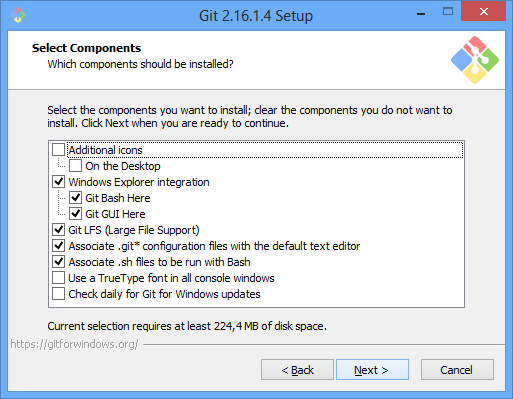 Git 2.16.1.4 Setup
Select Components
Which components should be installed?
Select the components you want to install; clear the components you do not want to
install. Click Next when you are ready to continue.
Additional icons
On the Desktop
Windows Explorer integration
Git Bash Here
Git GUI Here
Git LFS (Large File Support)
Associate .git* configuration files with the default text editor
Associate .sh files to be run with Bash
Use a TrueType font in all console windows
Check daily for Git for Windows updates
Current selection requires at least 224,4 MB of disk space.
https://gitforwindows.org/
< Back Next > Cancel